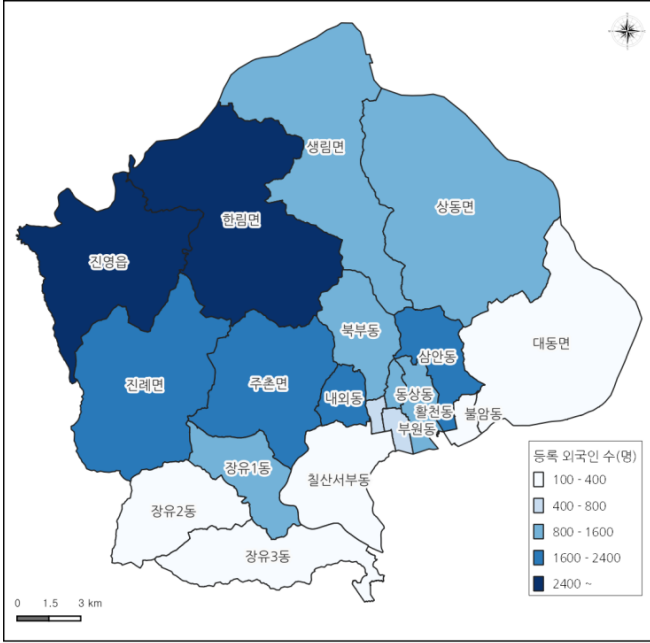 생림면
상동면
한림면
진영읍
북부동
대동면
삼안동
진례면
주촌면
내외동
동상동
활천동
불암동
부원동
장유1동
칠산서부동
장유2동
장유3동
등록 외국인 수(명)
100 - 400
400 - 800
800 - 1600
1600 - 2400
2400 ~
0 1.5 3 km